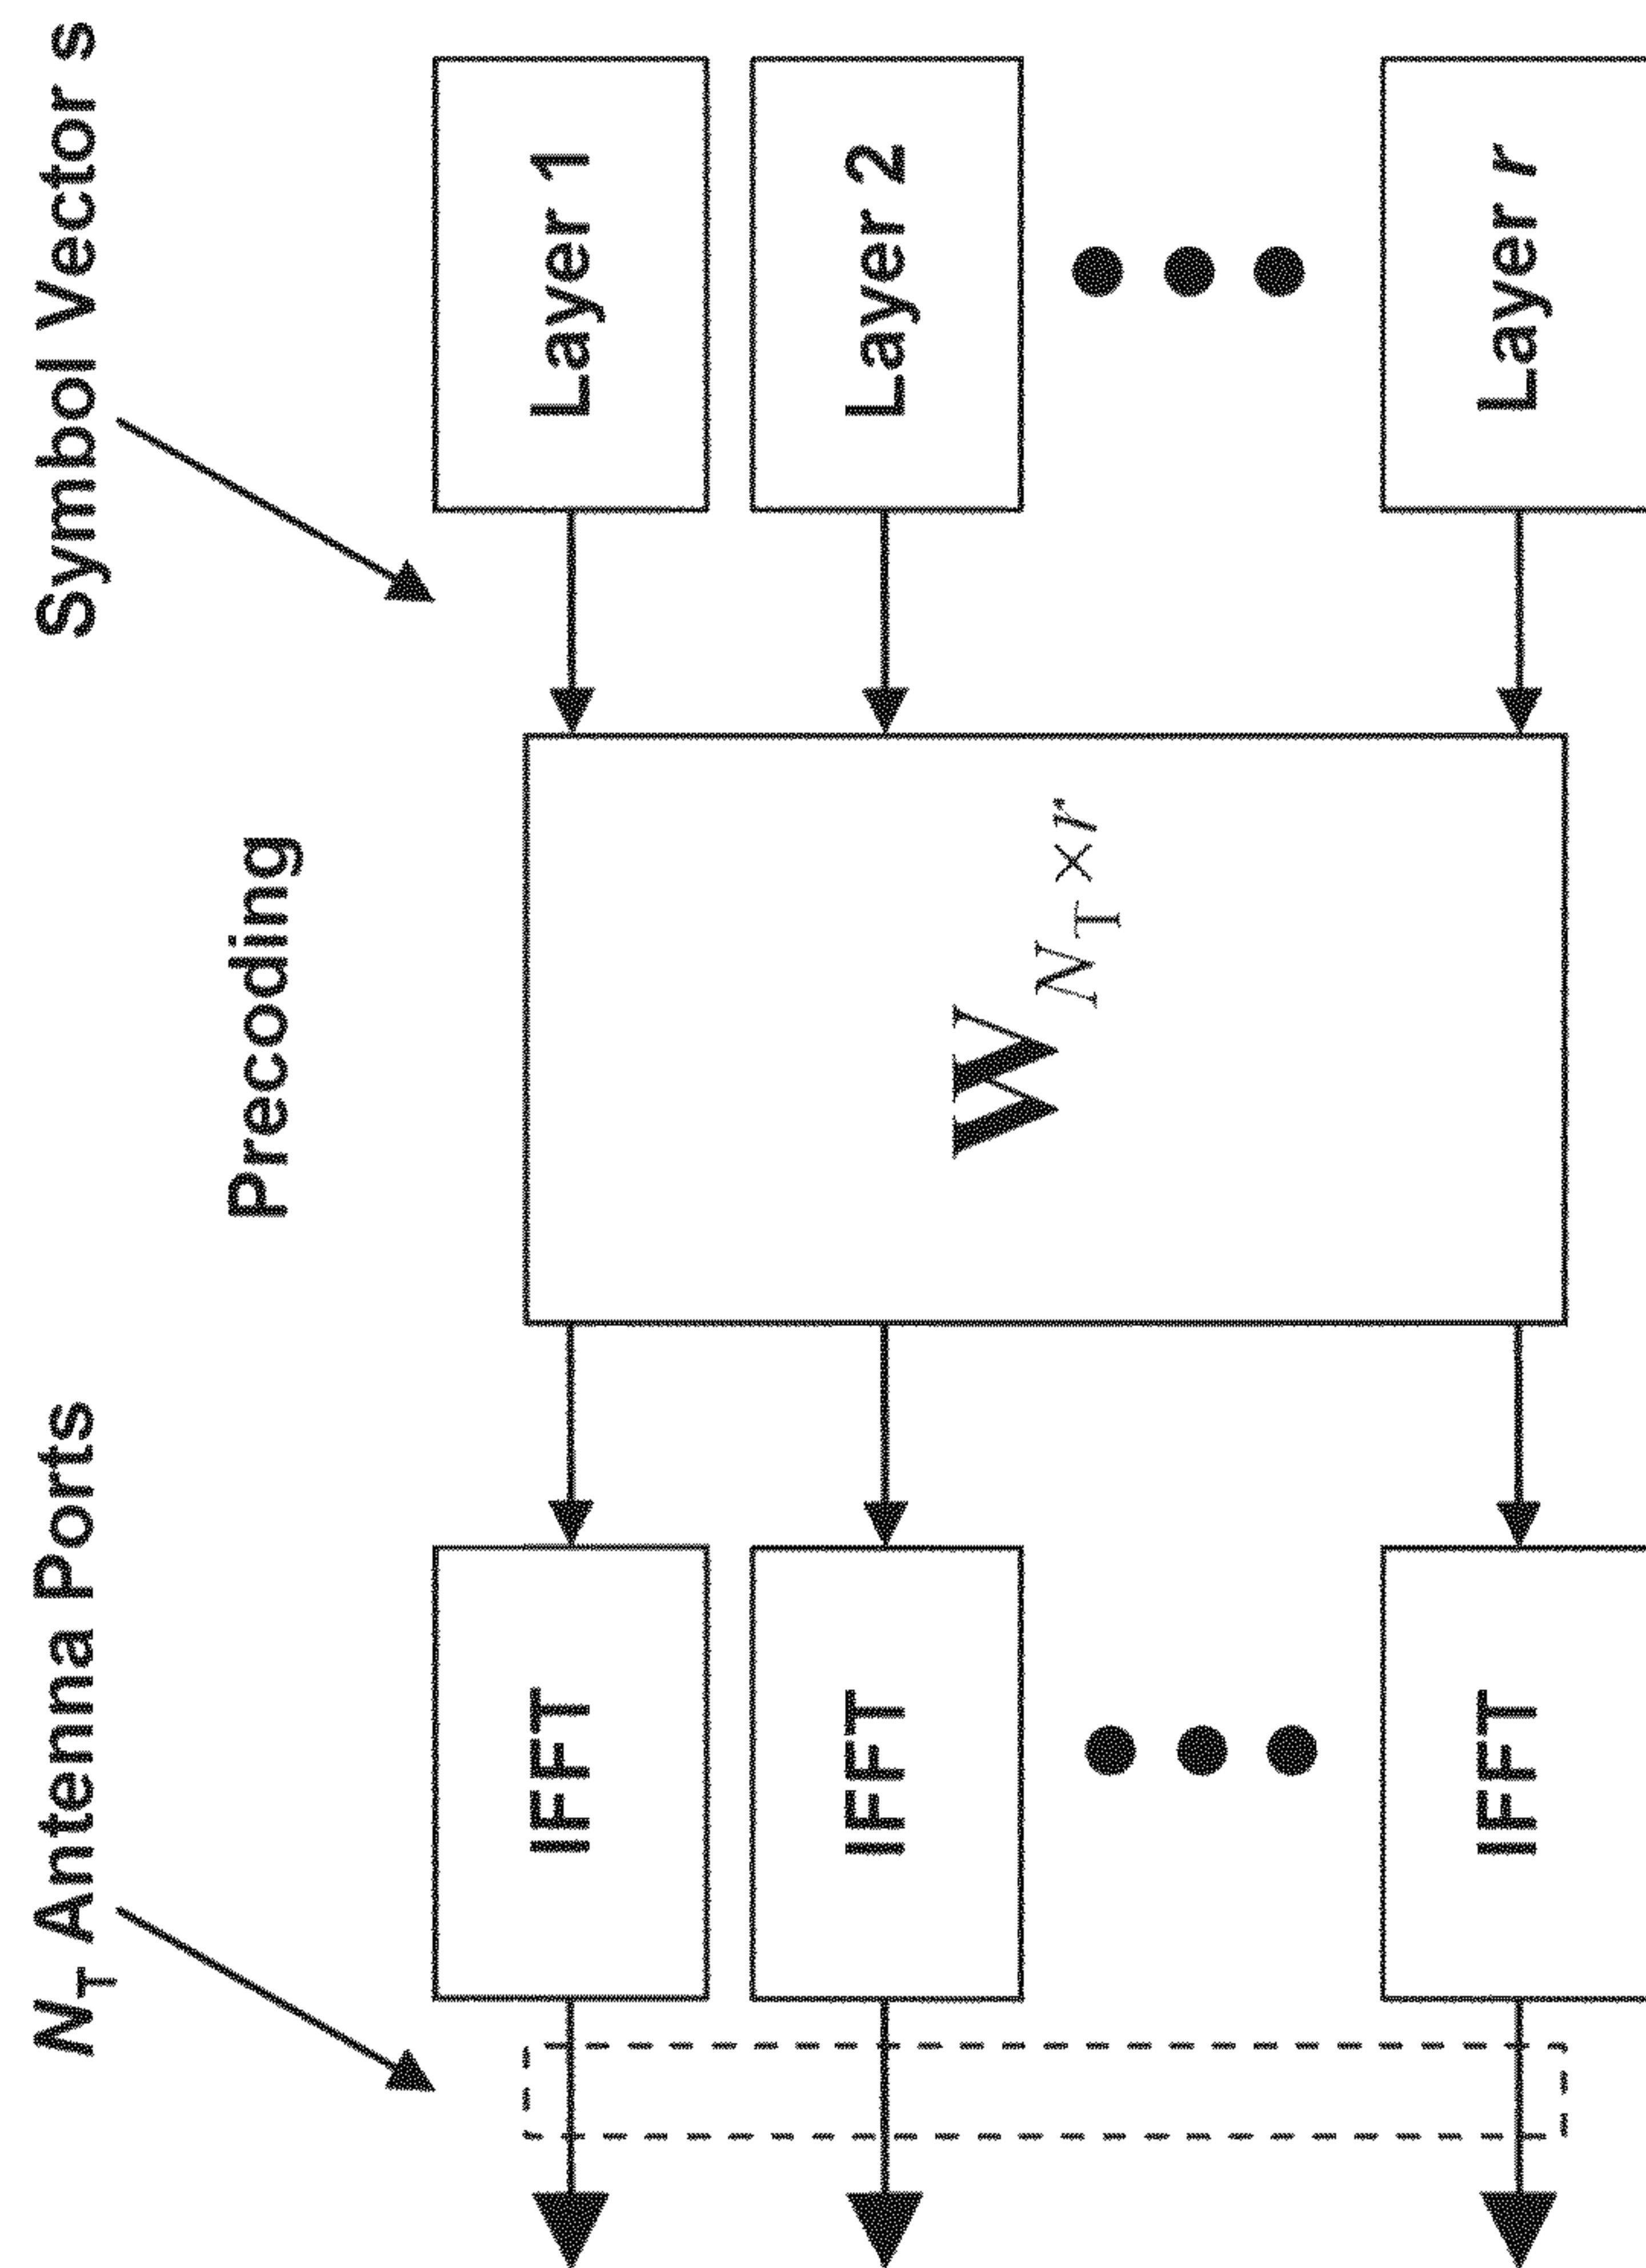 N_T Antenna Ports
Precoding
Symbol Vector s
IFFT
W_{N_T×r}
Layer 1
IFFT
Layer 2
IFFT
Layer r